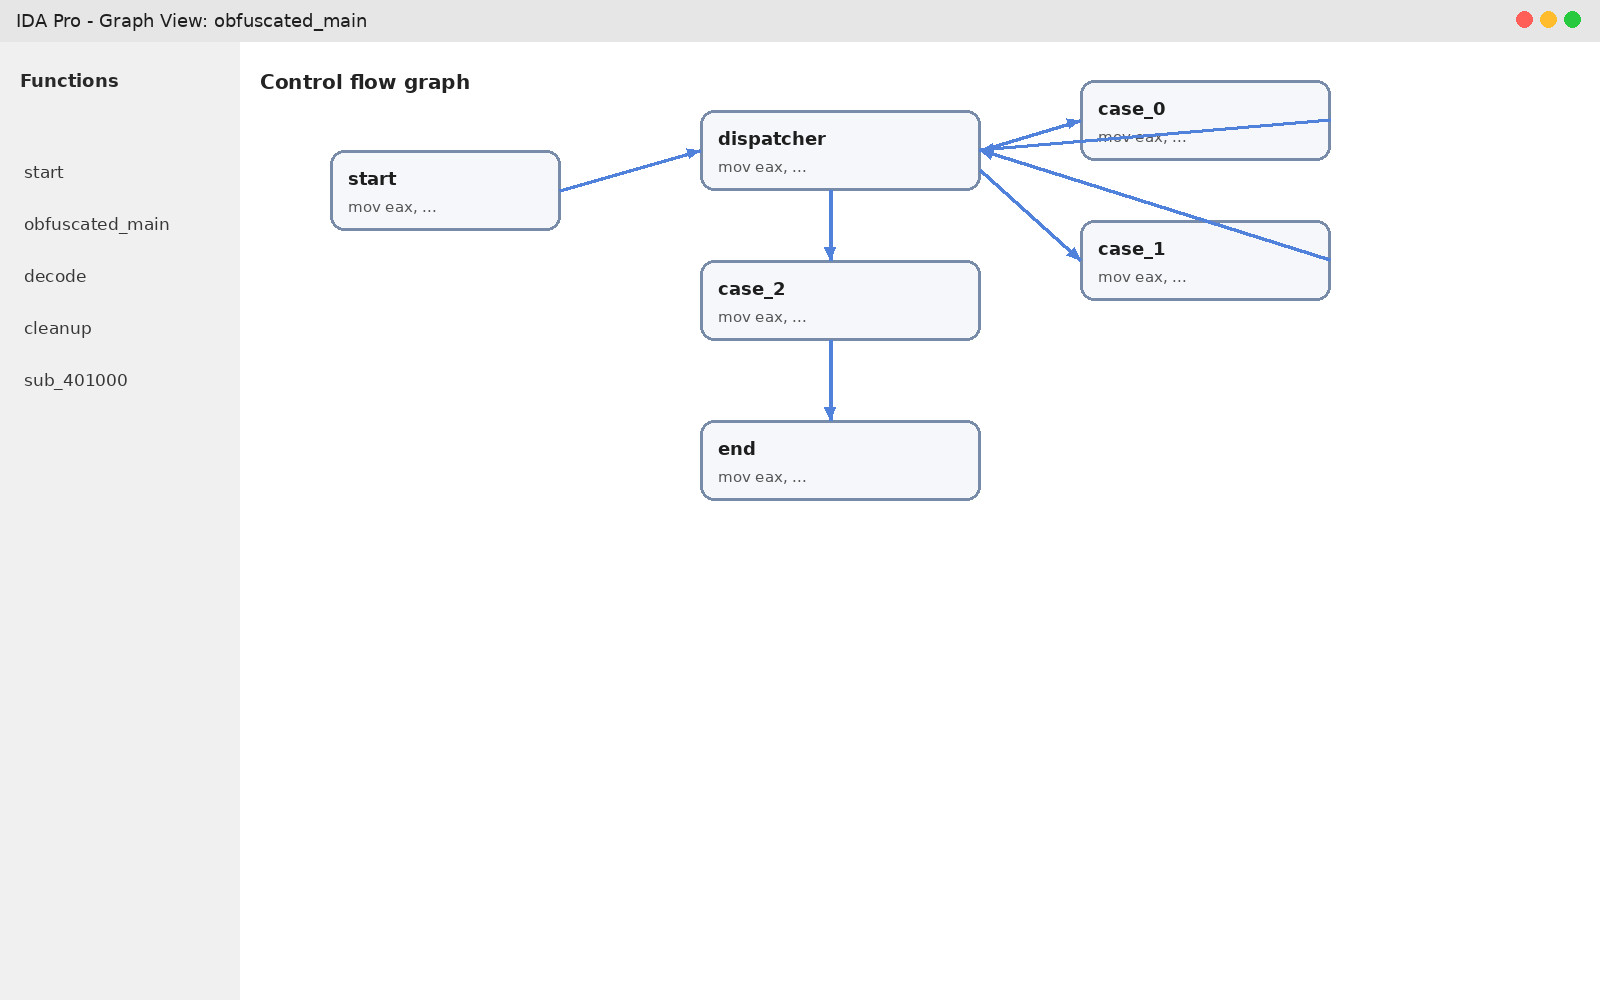 IDA Pro - Graph View: obfuscated_main
Functions
start
obfuscated_main
decode
cleanup
sub_401000
Control flow graph
start
mov eax, ...
dispatcher
mov eax, ...
case_0
mov eax, ...
case_1
mov eax, ...
case_2
mov eax, ...
end
mov eax, ...